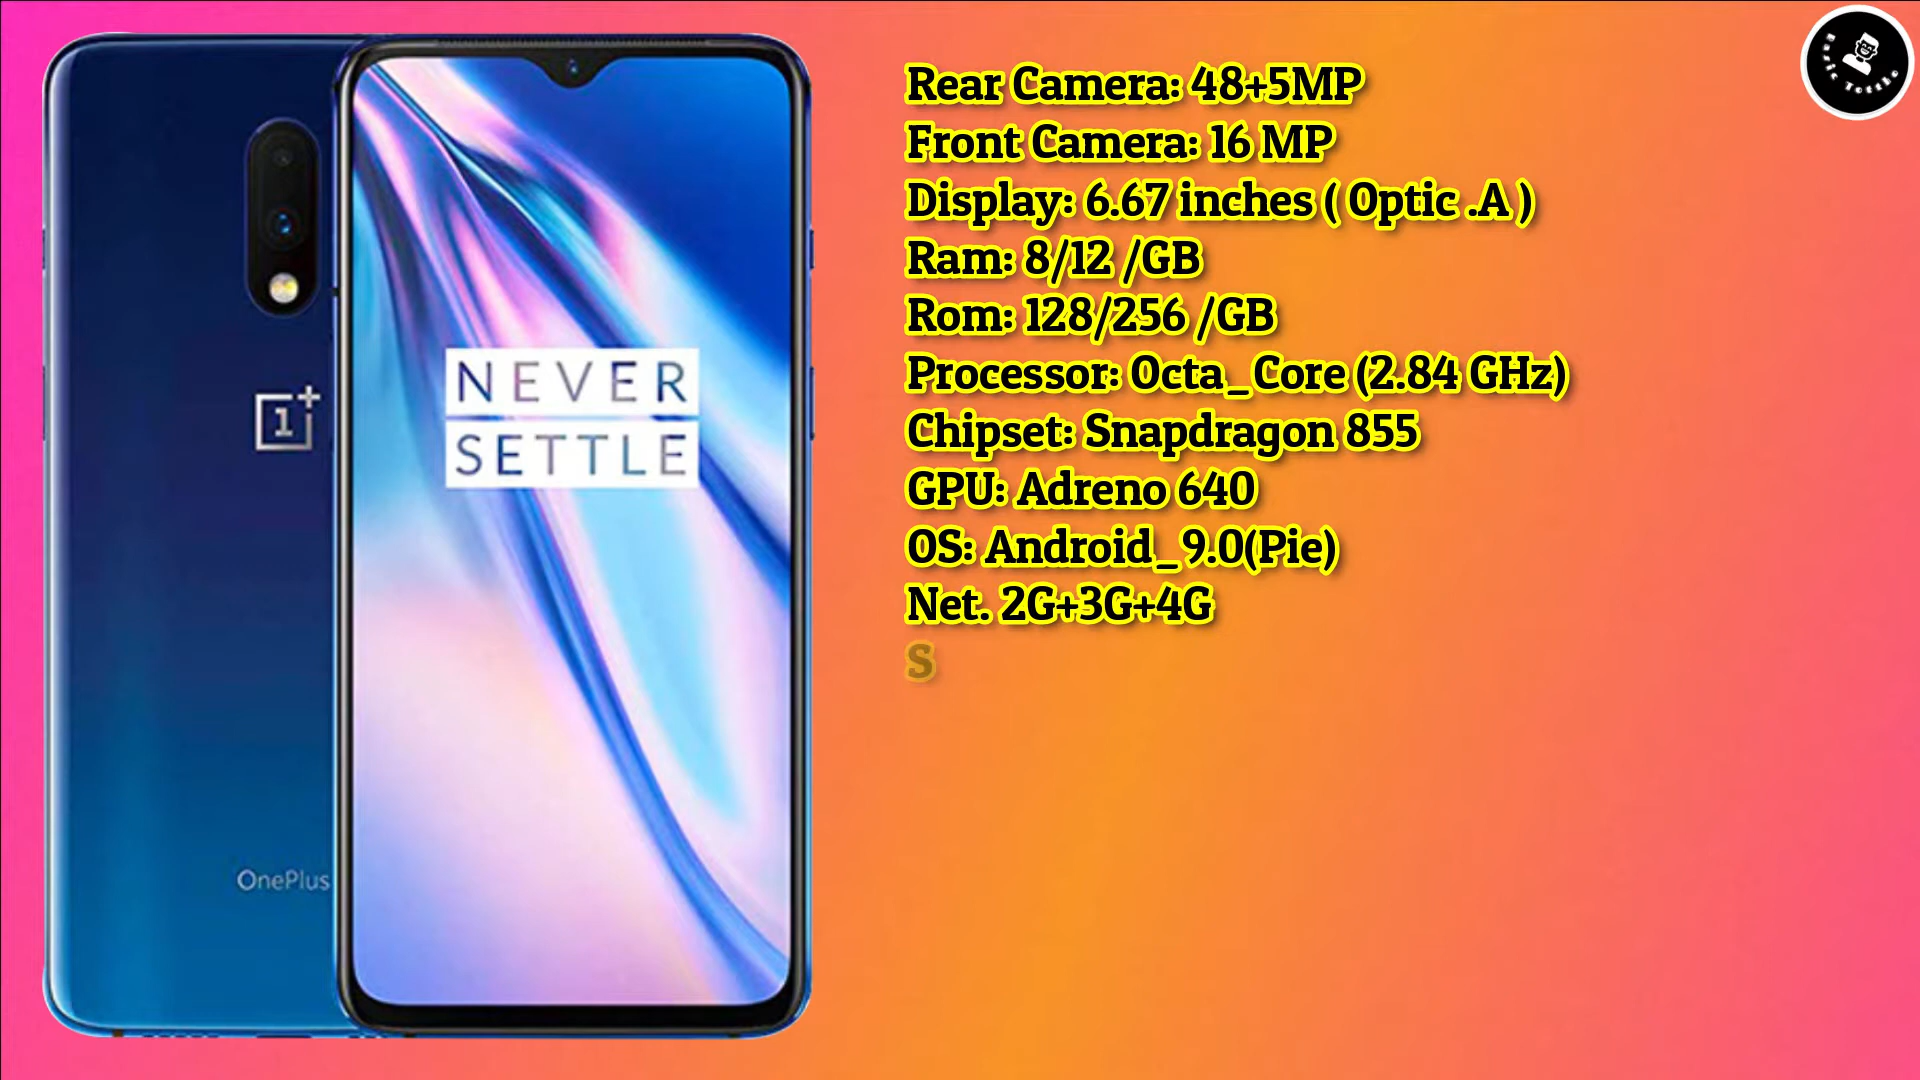 NEVER
SETTLE
1+
OnePlus
Rear Camera: 48+5MP
Front Camera: 16 MP
Display: 6.67 inches ( Optic .A )
Ram: 8/12 /GB
Rom: 128/256 /GB
Processor: Octa_Core (2.84 GHz)
Chipset: Snapdragon 855
GPU: Adreno 640
OS: Android_9.0(Pie)
Net. 2G+3G+4G
S